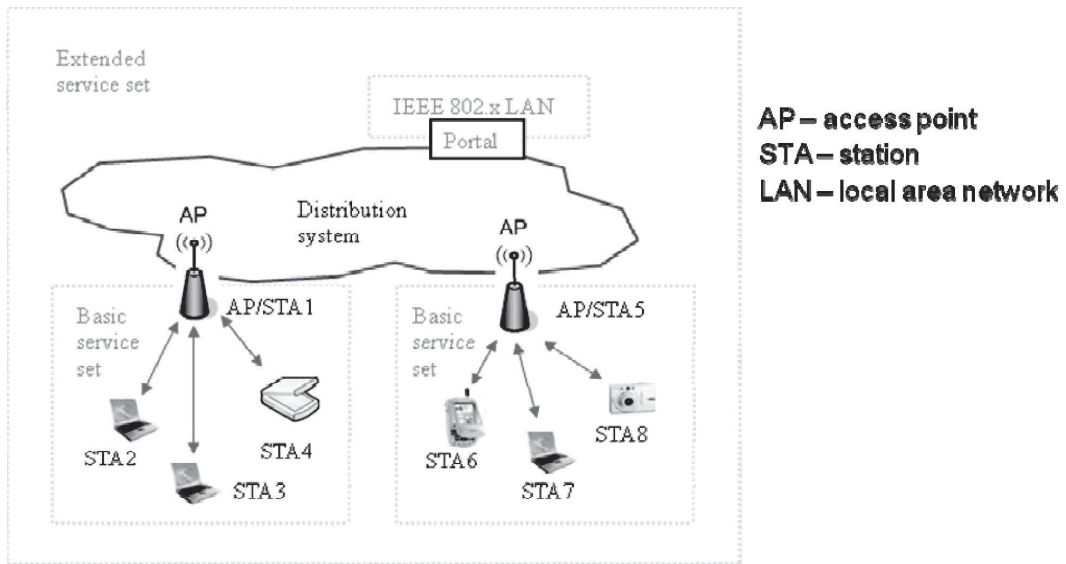 Extended
service set
IEEE 802.x LAN
Portal
AP – access point
STA – station
LAN – local area network
Distribution
system
AP
AP
AP/STA1
AP/STA5
Basic
service
set
Basic
service
set
STA2
STA3
STA4
STA6
STA7
STA8